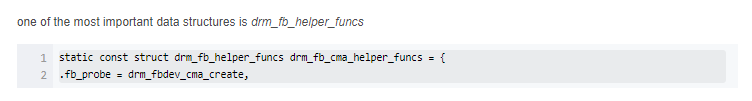 one of the most important data structures is drm_fb_helper_funcs
1 static const struct drm_fb_helper_funcs drm_fb_cma_helper_funcs = {
2 .fb_probe = drm_fbdev_cma_create,